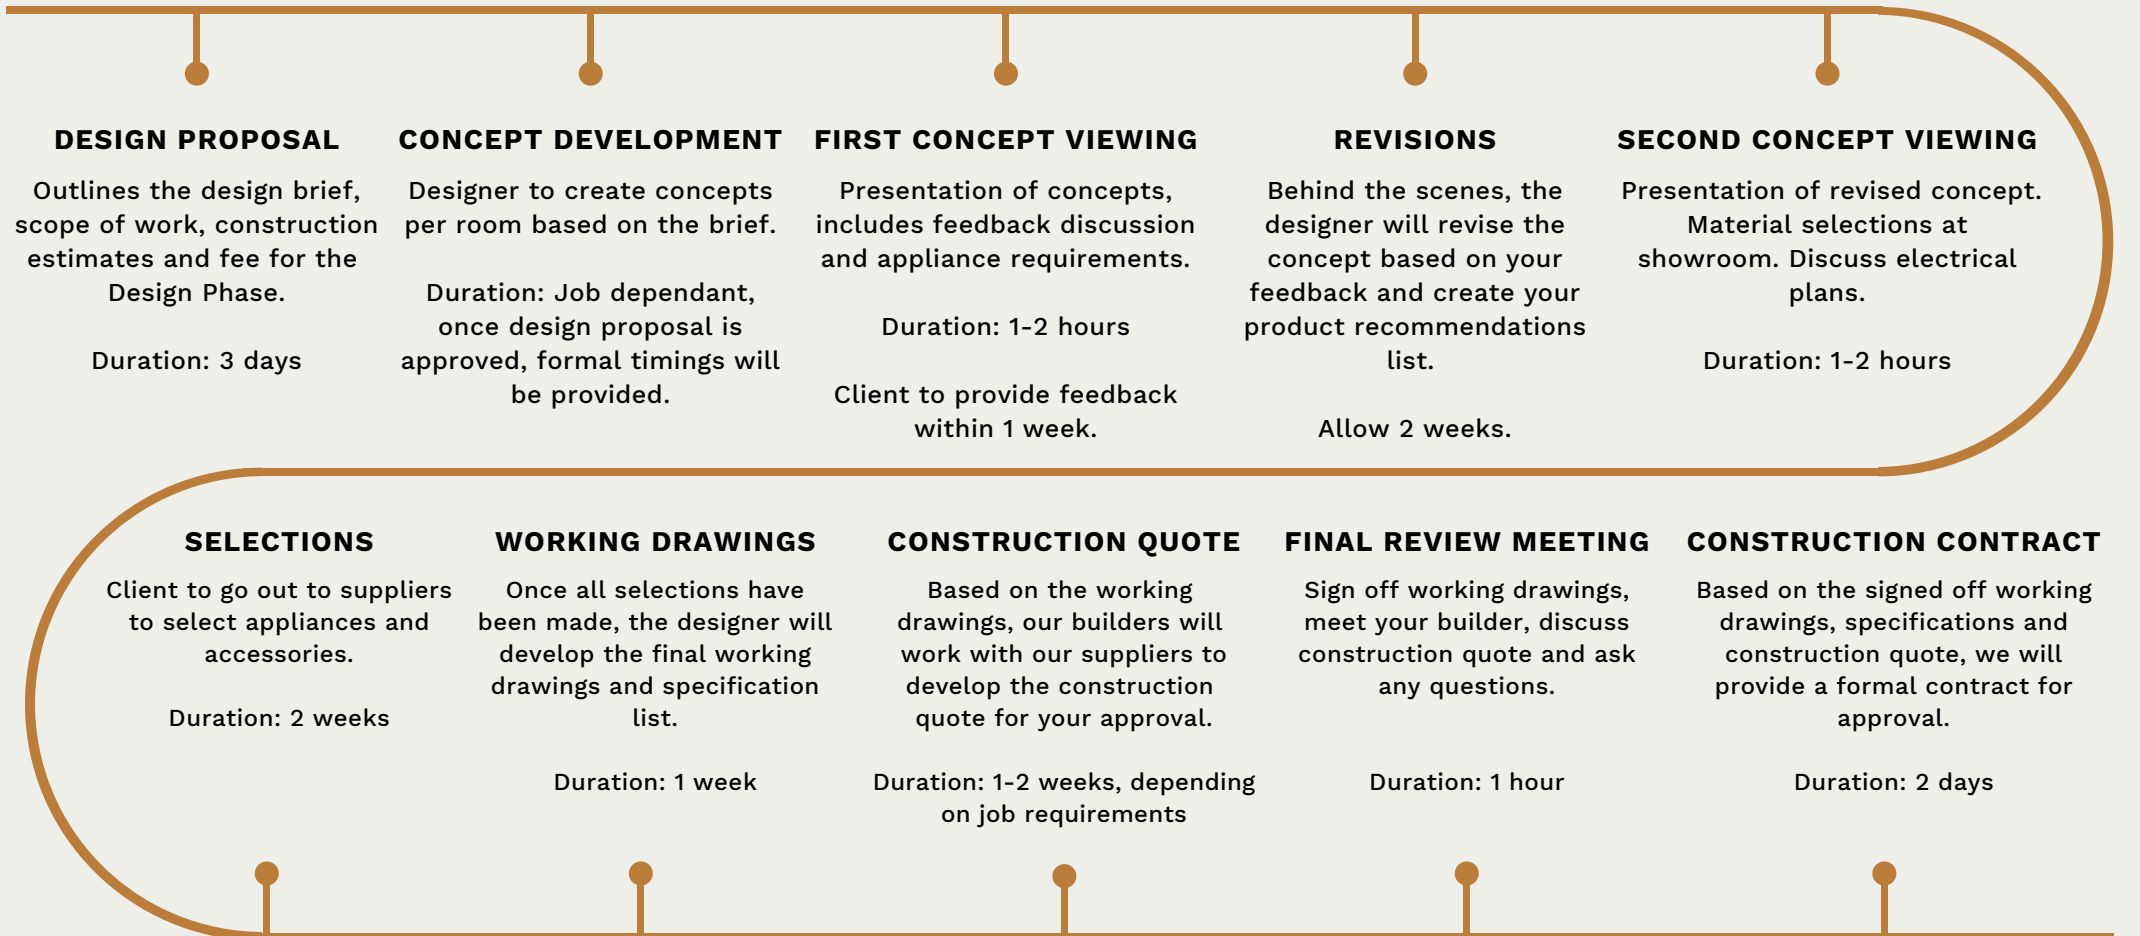 DESIGN PROPOSAL
Outlines the design brief,
scope of work, construction
estimates and fee for the
Design Phase.
Duration: 3 days
CONCEPT DEVELOPMENT
Designer to create concepts
per room based on the brief.
Duration: Job dependant,
once design proposal is
approved, formal timings will
be provided.
FIRST CONCEPT VIEWING
Presentation of concepts,
includes feedback discussion
and appliance requirements.
Duration: 1-2 hours
Client to provide feedback
within 1 week.
REVISIONS
Behind the scenes, the
designer will revise the
concept based on your
feedback and create your
product recommendations
list.
Allow 2 weeks.
SECOND CONCEPT VIEWING
Presentation of revised concept.
Material selections at
showroom. Discuss electrical
plans.
Duration: 1-2 hours
SELECTIONS
Client to go out to suppliers
to select appliances and
accessories.
Duration: 2 weeks
WORKING DRAWINGS
Once all selections have
been made, the designer will
develop the final working
drawings and specification
list.
Duration: 1 week
CONSTRUCTION QUOTE
Based on the working
drawings, our builders will
work with our suppliers to
develop the construction
quote for your approval.
Duration: 1-2 weeks, depending
on job requirements
FINAL REVIEW MEETING
Sign off working drawings,
meet your builder, discuss
construction quote and ask
any questions.
Duration: 1 hour
CONSTRUCTION CONTRACT
Based on the signed off working
drawings, specifications and
construction quote, we will
provide a formal contract for
approval.
Duration: 2 days